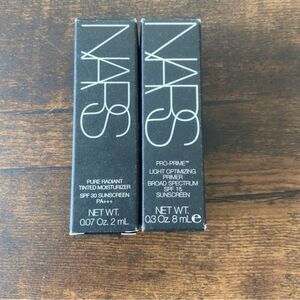 NARS
PURE RADIANT
TINTED MOISTURIZER
SPF 30 SUNSCREEN
PA+++
NET WT.
0.07 Oz. 2 mL
NARS
PRO-PRIME™
LIGHT OPTIMIZING
PRIMER
BROAD SPECTRUM
SPF 15
SUNSCREEN
NET WT.
0.3 Oz. 8 mL℮